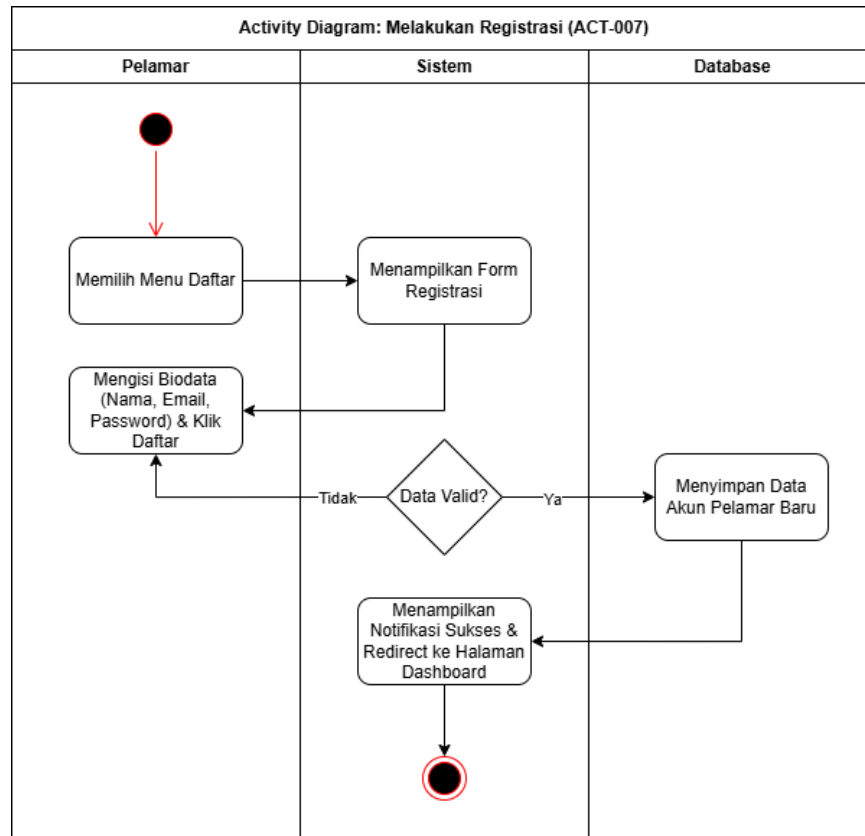 Activity Diagram: Melakukan Registrasi (ACT-007)
Pelamar
Sistem
Database
Memilih Menu Daftar
Menampilkan Form
Registrasi
Mengisi Biodata
(Nama, Email,
Password) & Klik
Daftar
Tidak
Data Valid?
Ya
Menyimpan Data
Akun Pelamar Baru
Menampilkan
Notifikasi Sukses &
Redirect ke Halaman
Dashboard